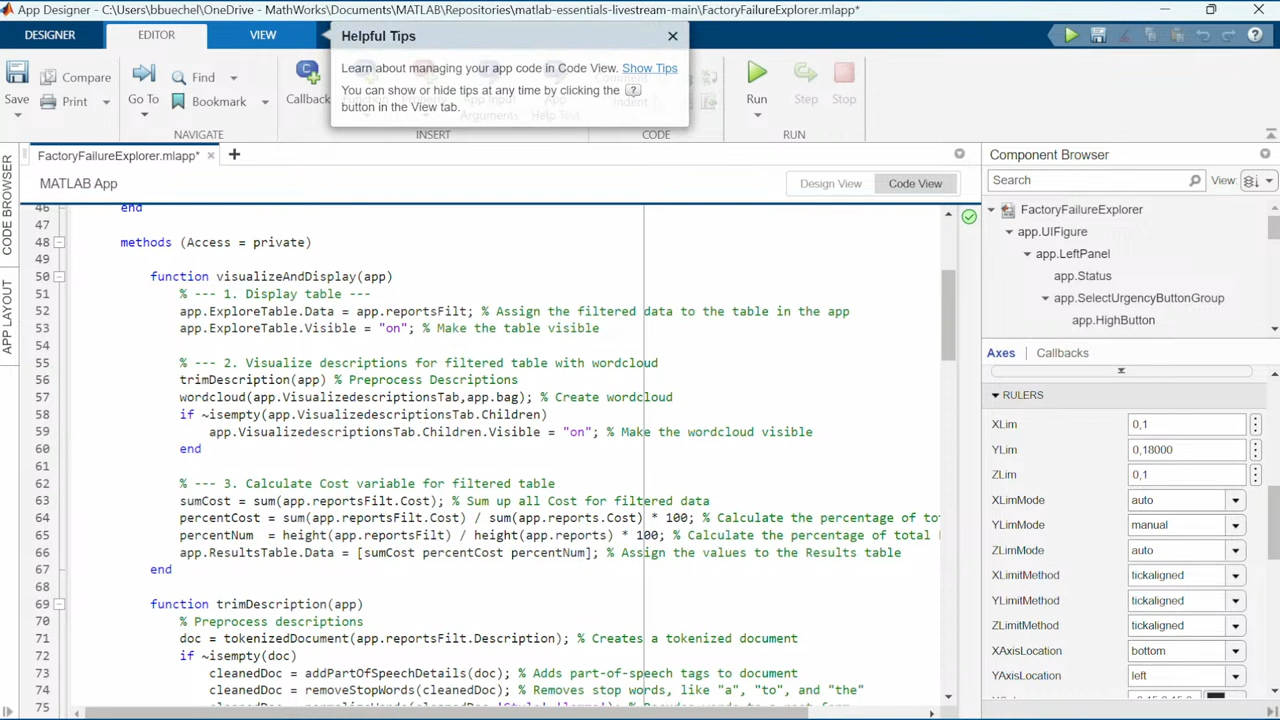 App Designer - C:\Users\bbuechel\OneDrive - MathWorks\Documents\MATLAB\Repositories\matlab-essentials-livestream-main\FactoryFailureExplorer.mlapp*
DESIGNER EDITOR VIEW
Helpful Tips
Learn about managing your app code in Code View. Show Tips
You can show or hide tips at any time by clicking the
button in the View tab.
Save
Compare
Print
Go To
Find
Bookmark
Callback
Arguments
App Help Text
Comment
Indent
Run Step Stop
NAVIGATE INSERT CODE RUN
FactoryFailureExplorer.mlapp*
MATLAB App
Design View Code View
CODE BROWSER
APP LAYOUT
46 end
47
48 methods (Access = private)
49
50 function visualizeAndDisplay(app)
51 % --- 1. Display table ---
52 app.ExploreTable.Data = app.reportsFilt; % Assign the filtered data to the table in the app
53 app.ExploreTable.Visible = "on"; % Make the table visible
55 % --- 2. Visualize descriptions for filtered table with wordcloud
56 trimDescription(app) % Preprocess Descriptions
57 wordcloud(app.VisualizedescriptionsTab,app.bag); % Create wordcloud
58 if ~isempty(app.VisualizedescriptionsTab.Children)
59 app.VisualizedescriptionsTab.Children.Visible = "on"; % Make the wordcloud visible
60 end
61
62 % --- 3. Calculate Cost variable for filtered table
63 sumCost = sum(app.reportsFilt.Cost); % Sum up all Cost for filtered data
64 percentCost = sum(app.reportsFilt.Cost) / sum(app.reports.Cost) * 100; % Calculate the percentage of to
65 percentNum = height(app.reportsFilt) / height(app.reports) * 100; % Calculate the percentage of total
66 app.ResultsTable.Data = [sumCost percentCost percentNum]; % Assign the values to the Results table
67 end
68
69 function trimDescription(app)
70 % Preprocess descriptions
71 doc = tokenizedDocument(app.reportsFilt.Description); % Creates a tokenized document
72 if ~isempty(doc)
73 cleanedDoc = addPartOfSpeechDetails(doc); % Adds part-of-speech tags to document
74 cleanedDoc = removeStopWords(cleanedDoc); % Removes stop words, like "a", "to", and "the"
75
Component Browser
Search View:
FactoryFailureExplorer
app.UIFigure
app.LeftPanel
app.Status
app.SelectUrgencyButtonGroup
app.HighButton
Axes Callbacks
RULERS
XLim 0,1
YLim 0,18000
ZLim 0,1
XLimMode auto
YLimMode manual
ZLimMode auto
XLimitMethod tickaligned
YLimitMethod tickaligned
ZLimitMethod tickaligned
XAxisLocation bottom
YAxisLocation left